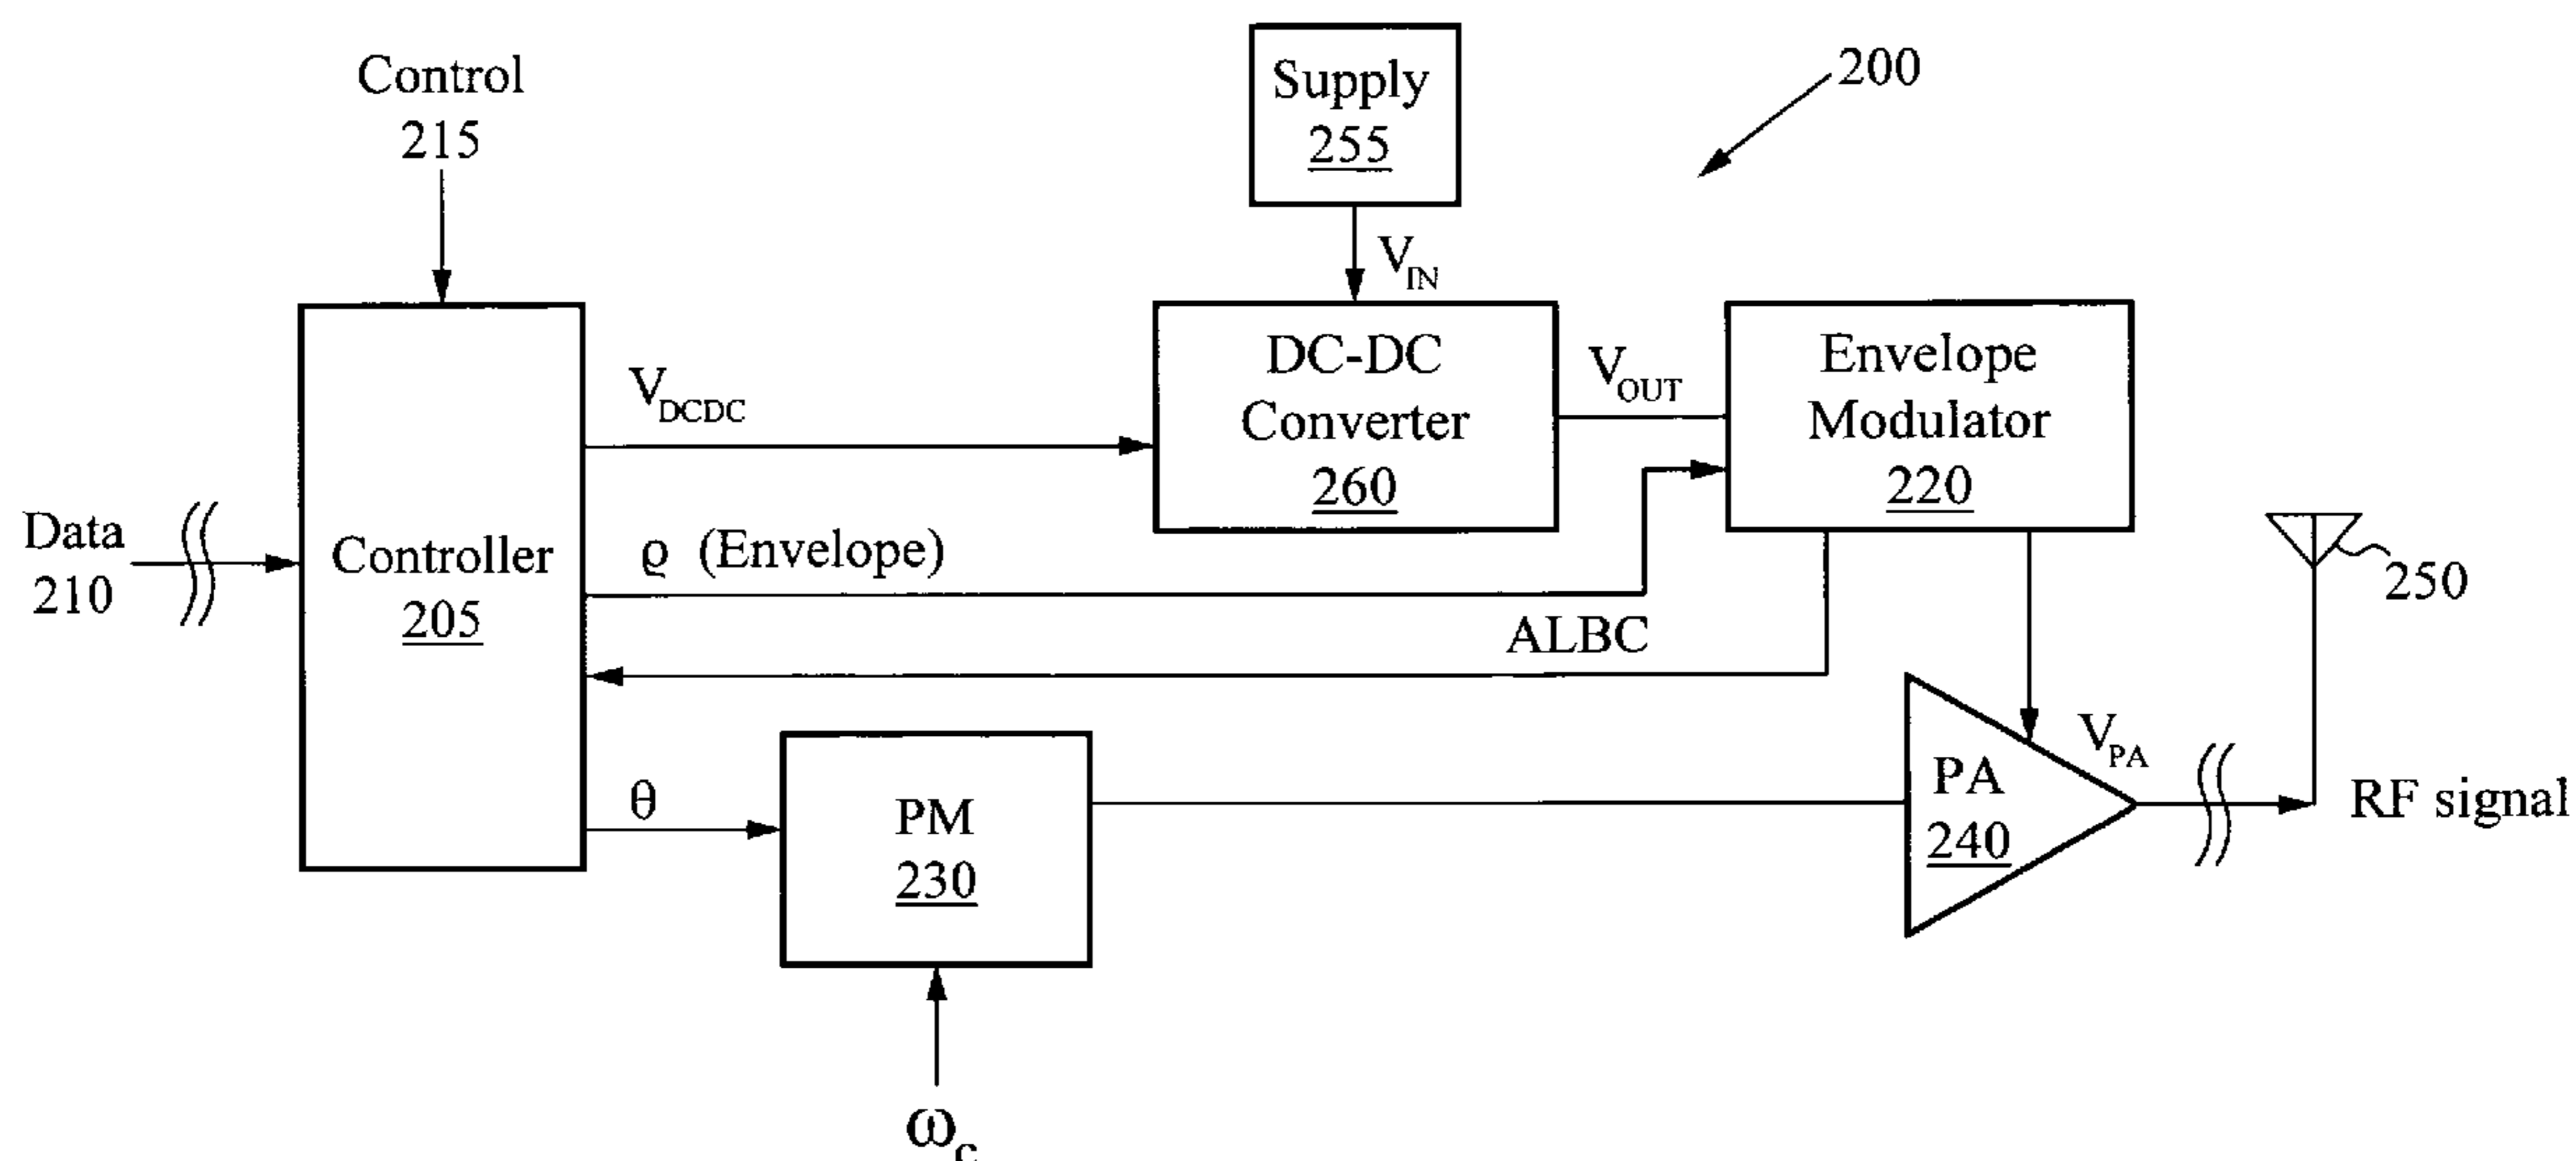 Control
215
Supply
255
200
V_IN
DC-DC
Converter
260
V_OUT
Envelope
Modulator
220
V_DCDC
Data
210
Controller
205
ϱ (Envelope)
ALBC
250
θ
PM
230
V_PA
PA
240
RF signal
ω_c